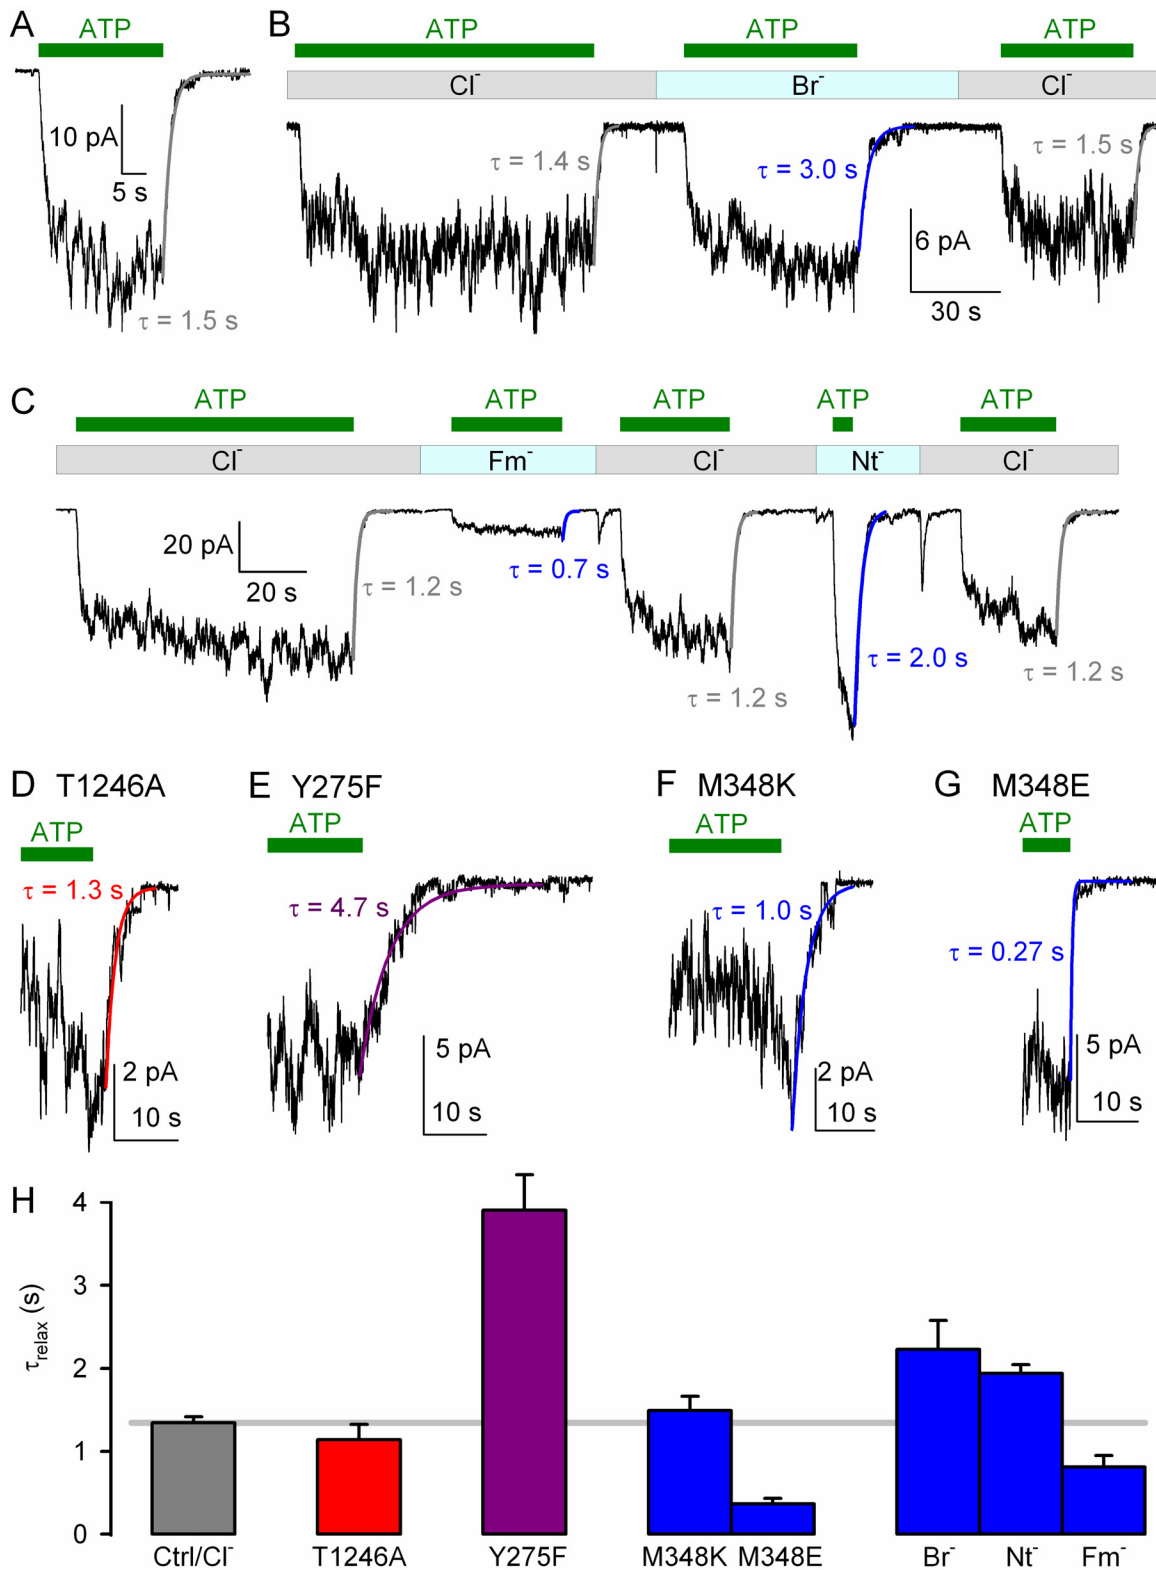 A
ATP
10 pA
5 s
τ = 1.5 s
B
ATP ATP ATP
Cl⁻ Br⁻ Cl⁻
τ = 1.4 s
τ = 3.0 s
τ = 1.5 s
6 pA
30 s
C
ATP ATP ATP ATP ATP
Cl⁻ Fm⁻ Cl⁻ Nt⁻ Cl⁻
20 pA
20 s
τ = 1.2 s
τ = 0.7 s
τ = 1.2 s
τ = 2.0 s
τ = 1.2 s
D T1246A
ATP
τ = 1.3 s
2 pA
10 s
E Y275F
ATP
τ = 4.7 s
5 pA
10 s
F M348K
ATP
τ = 1.0 s
2 pA
10 s
G M348E
ATP
τ = 0.27 s
5 pA
10 s
H
τrelax (s)
4
3
2
1
0
Ctrl/Cl⁻ T1246A Y275F M348K M348E Br⁻ Nt⁻ Fm⁻